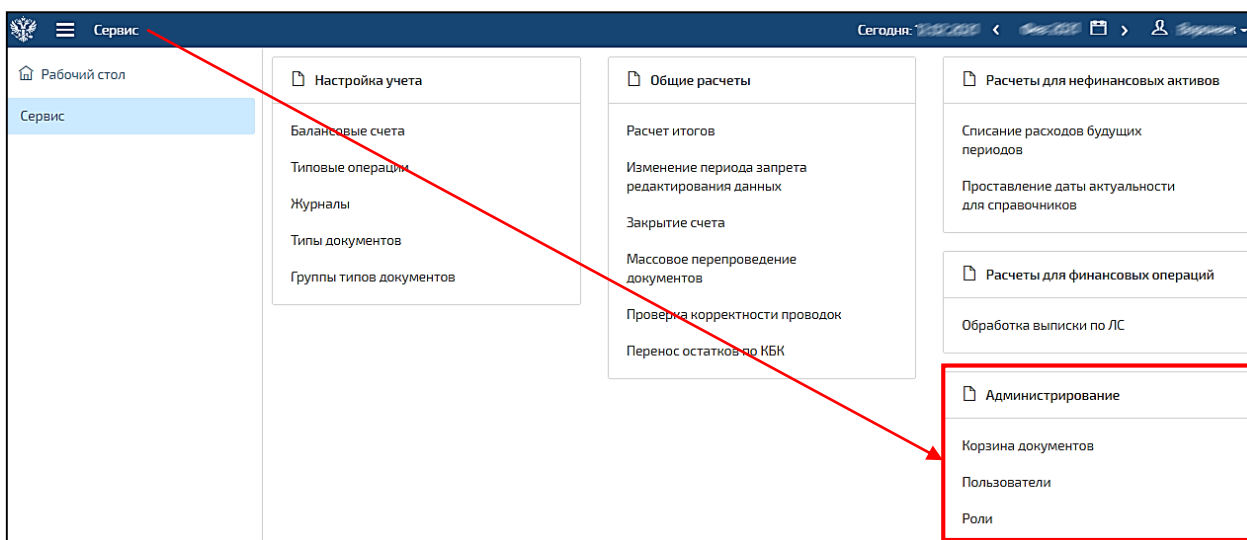 Сервис
Сегодня:
Рабочий стол
Сервис
Настройка учета
Балансовые счета
Типовые операции
Журналы
Типы документов
Группы типов документов
Общие расчеты
Расчет итогов
Изменение периода запрета
редактирования данных
Закрытие счета
Массовое перепроведение
документов
Проверка корректности проводок
Перенос остатков по КБК
Расчеты для нефинансовых активов
Списание расходов будущих
периодов
Проставление даты актуальности
для справочников
Расчеты для финансовых операций
Обработка выписки по ЛС
Администрирование
Корзина документов
Пользователи
Роли